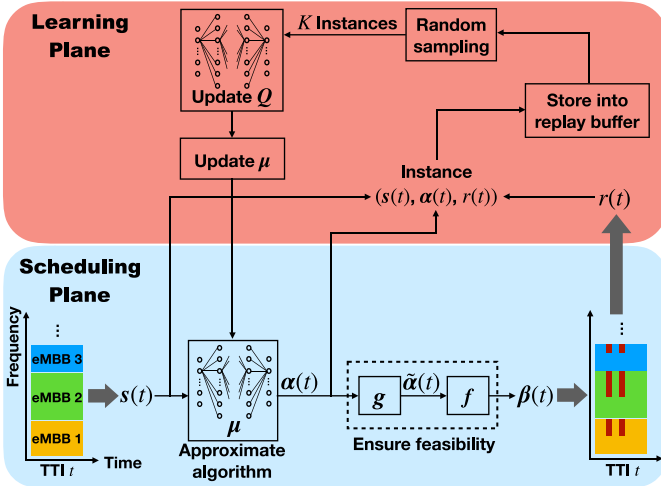 Learning
Plane
K Instances
Random
sampling
Update Q
Store into
replay buffer
Update μ
Instance
(s(t), α(t), r(t))
r(t)
Scheduling
Plane
Frequency
...
eMBB 3
eMBB 2
eMBB 1
TTI t
Time
s(t)
μ
Approximate
algorithm
α(t)
g
α̃(t)
f
Ensure feasibility
β(t)
...
TTI t